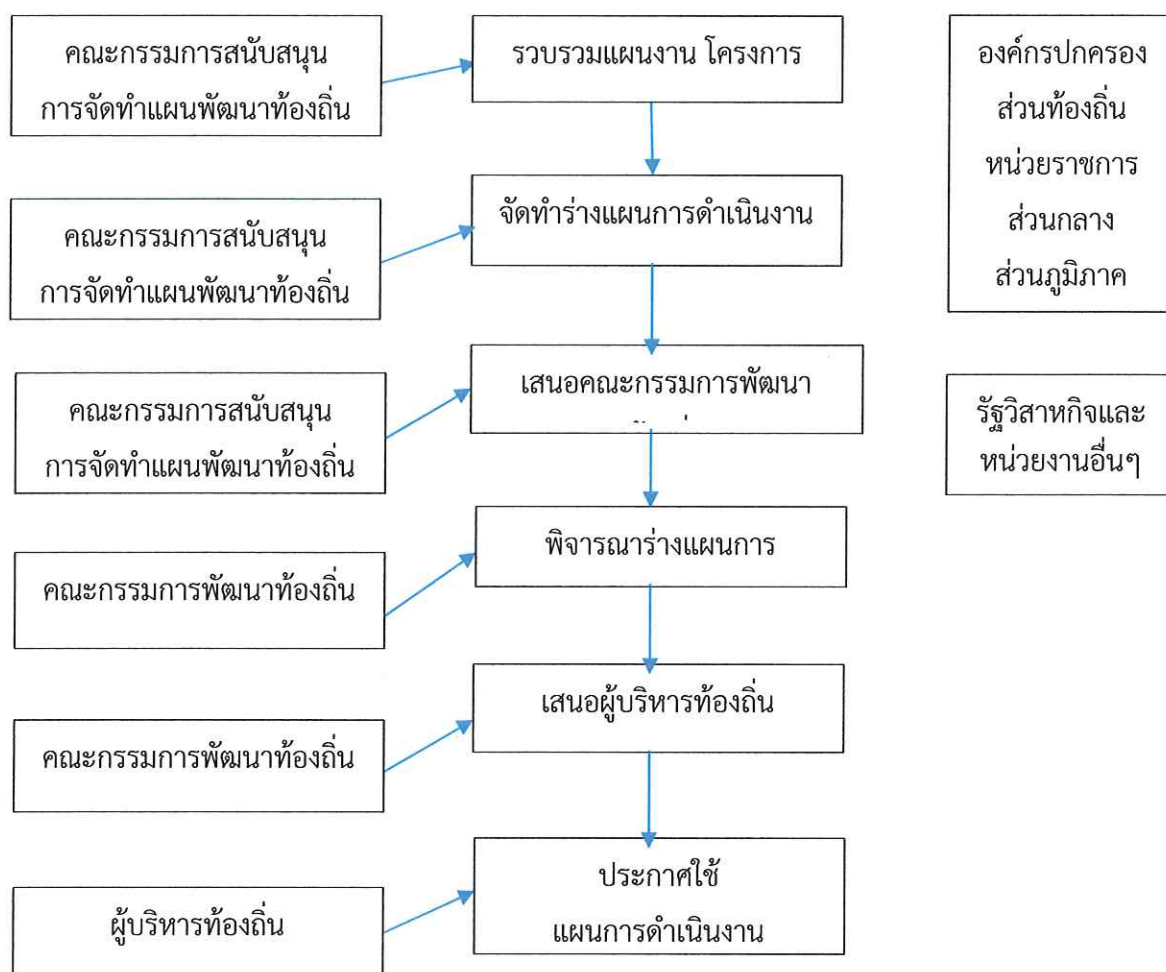 คณะกรรมการสนับสนุน
การจัดทำแผนพัฒนาท้องถิ่น
รวบรวมแผนงาน โครงการ
องค์กรปกครอง
ส่วนท้องถิ่น
หน่วยราชการ
ส่วนกลาง
ส่วนภูมิภาค
คณะกรรมการสนับสนุน
การจัดทำแผนพัฒนาท้องถิ่น
จัดทำร่างแผนการดำเนินงาน
คณะกรรมการสนับสนุน
การจัดทำแผนพัฒนาท้องถิ่น
เสนอคณะกรรมการพัฒนา
รัฐวิสาหกิจและ
หน่วยงานอื่นๆ
คณะกรรมการพัฒนาท้องถิ่น
พิจารณาร่างแผนการ
คณะกรรมการพัฒนาท้องถิ่น
เสนอผู้บริหารท้องถิ่น
ผู้บริหารท้องถิ่น
ประกาศใช้
แผนการดำเนินงาน